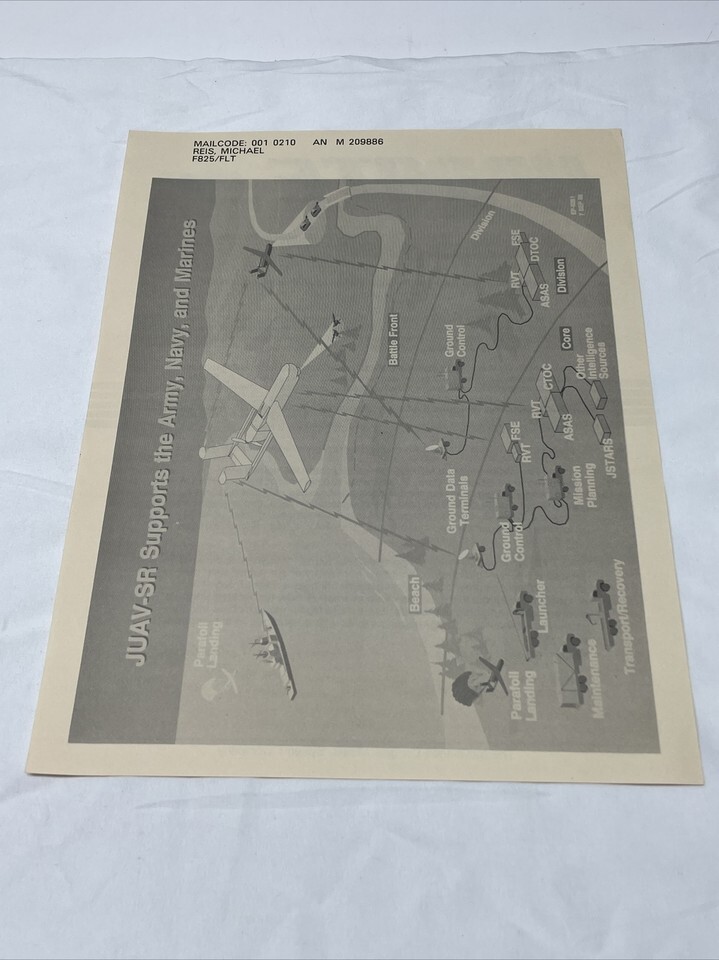 MAILCODE: 001 0210 AN M 209886
REIS, MICHAEL
F825/FLT
JUAV-SR Supports the Army, Navy, and Marines
Parafoil
Landing
Division
Battle Front
Ground
Control
RVT
FSE
DTOC
ASAS
Division
Core
Other
Intelligence
Sources
RVT
CTOC
ASAS
JSTARS
FSE
RVT
Ground Data
Terminals
Ground
Control
Mission
Planning
Beach
Launcher
Parafoil
Landing
Maintenance
Transport/Recovery